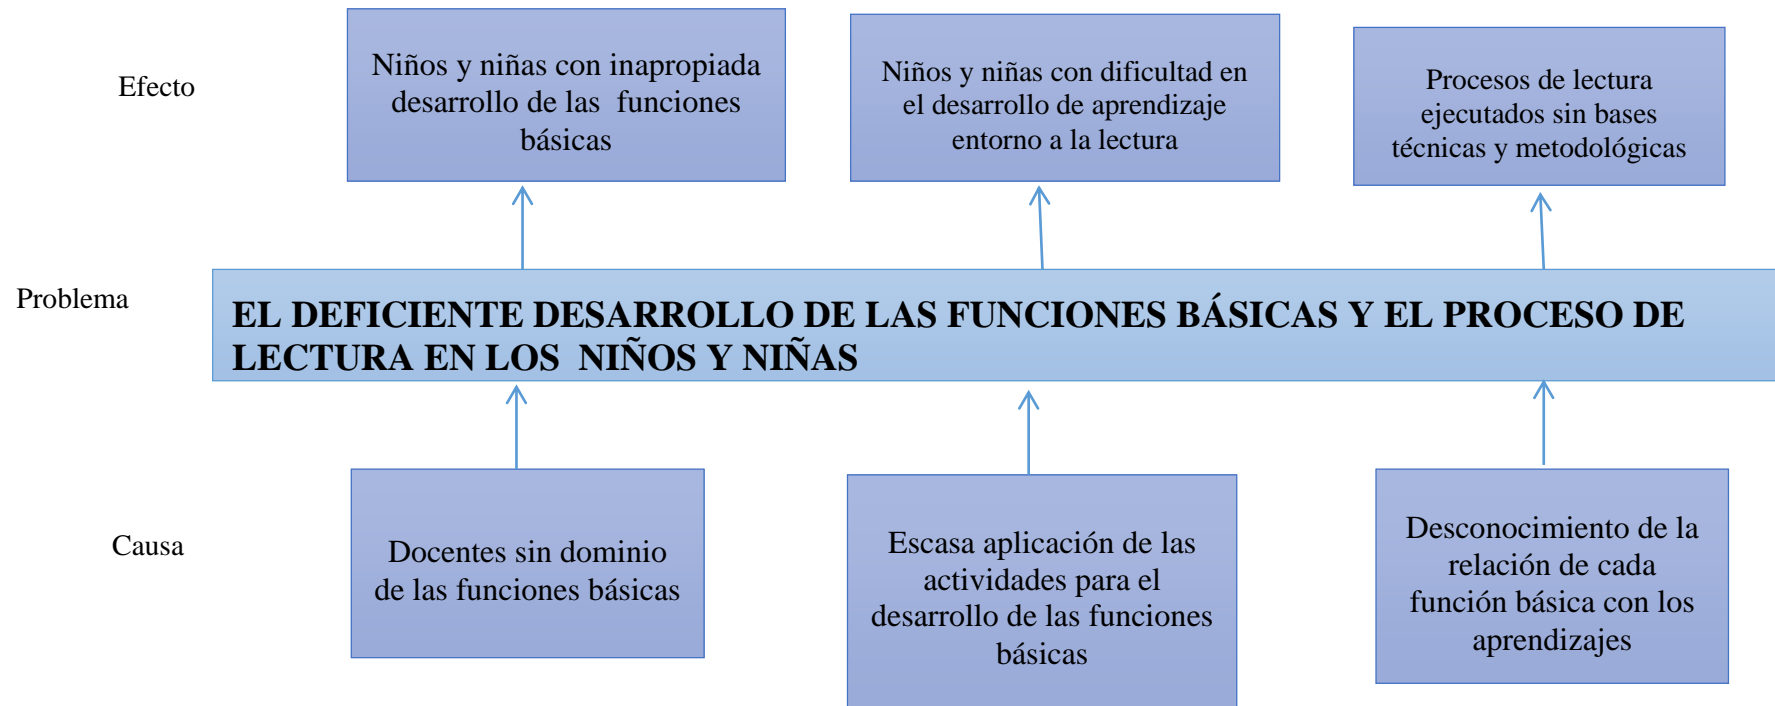 Efecto
Niños y niñas con inapropiada
desarrollo de las funciones
básicas
Niños y niñas con dificultad en
el desarrollo de aprendizaje
entorno a la lectura
Procesos de lectura
ejecutados sin bases
técnicas y metodológicas
Problema
EL DEFICIENTE DESARROLLO DE LAS FUNCIONES BÁSICAS Y EL PROCESO DE
LECTURA EN LOS NIÑOS Y NIÑAS
Causa
Docentes sin dominio
de las funciones básicas
Escasa aplicación de las
actividades para el
desarrollo de las funciones
básicas
Desconocimiento de la
relación de cada
función básica con los
aprendizajes